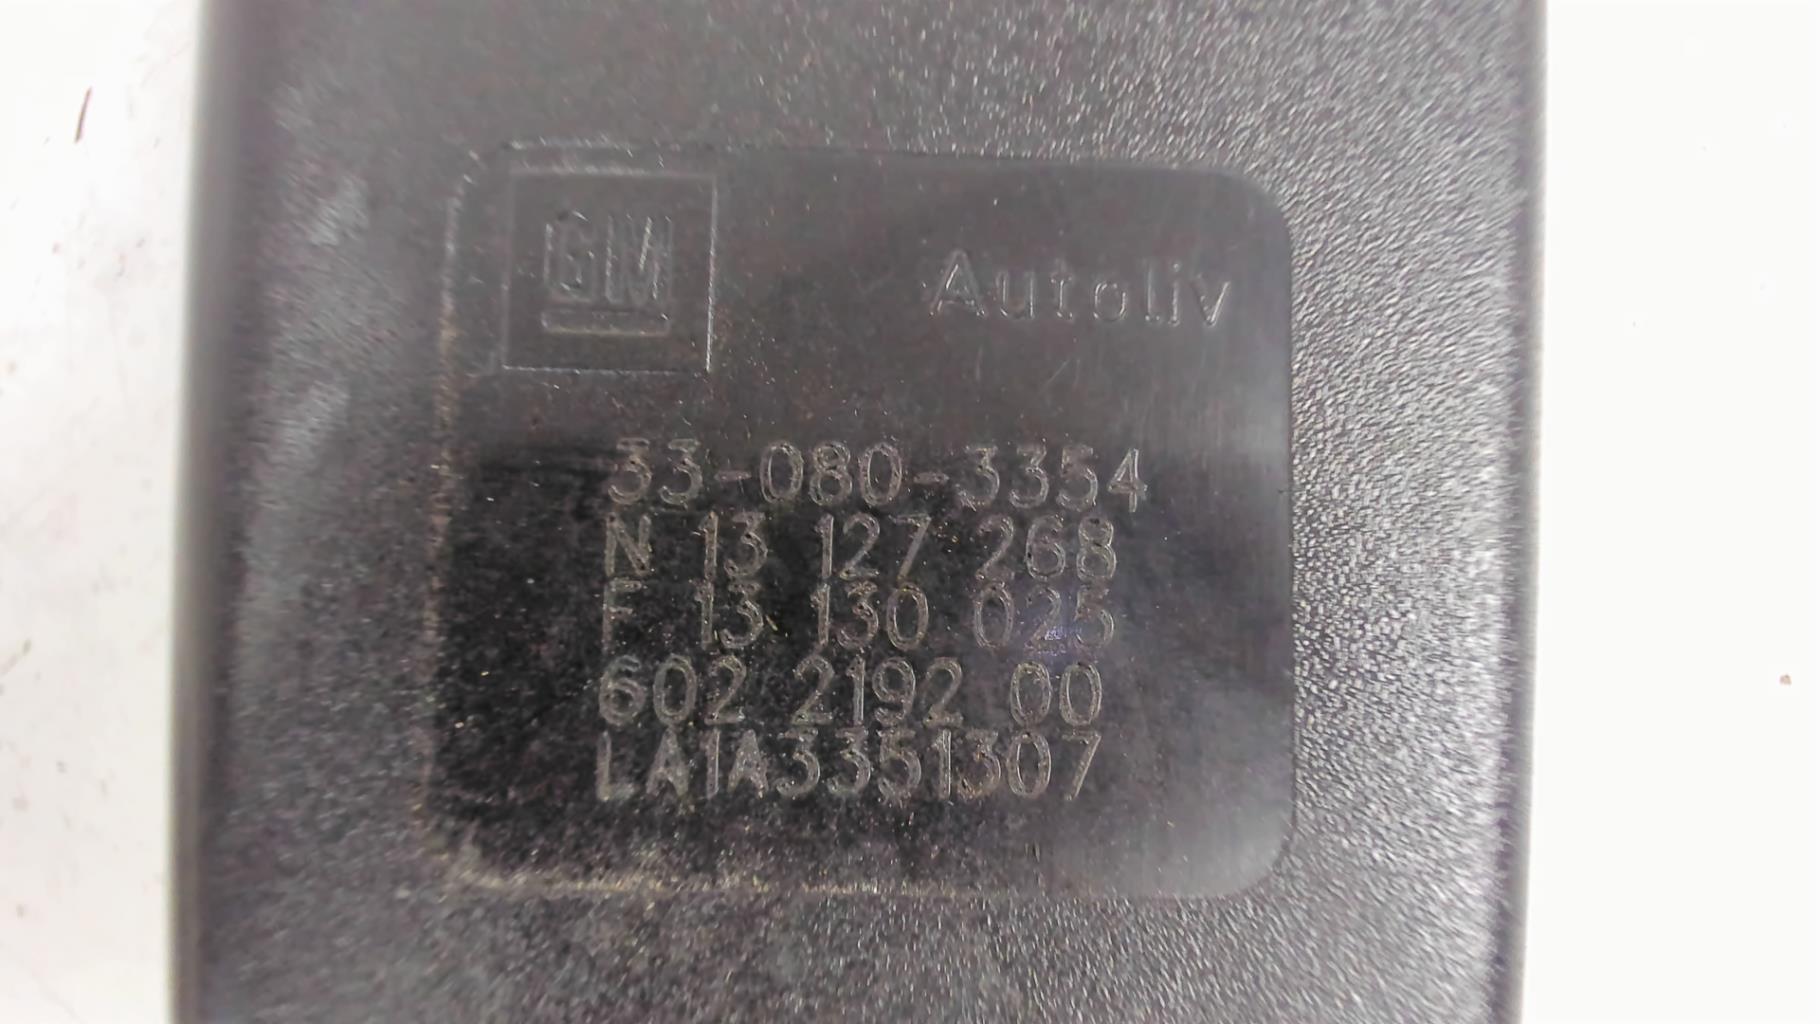 GM Autoliv
33-080-3354
N 13 127 268
F 13 130 025
602 2192 00
LA1A3351307